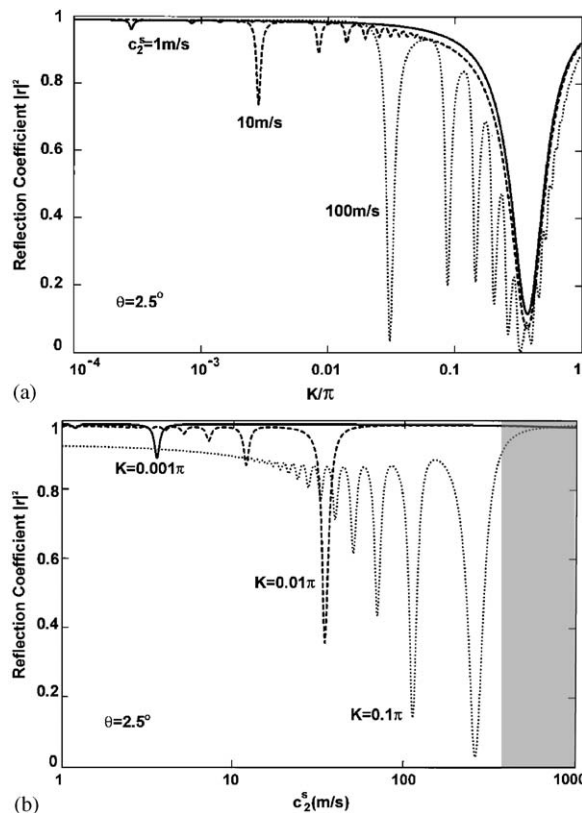 1
0.8
0.6
0.4
0.2
0
Reflection Coefficient |r|²
c₂ˢ=1m/s
10m/s
100m/s
θ=2.5°
10⁻⁴
10⁻³
0.01
0.1
1
K/π
(a)
1
0.8
0.6
0.4
0.2
0
Reflection Coefficient |r|²
K=0.001π
K=0.01π
K=0.1π
θ=2.5°
1
10
100
1000
c₂ˢ(m/s)
(b)